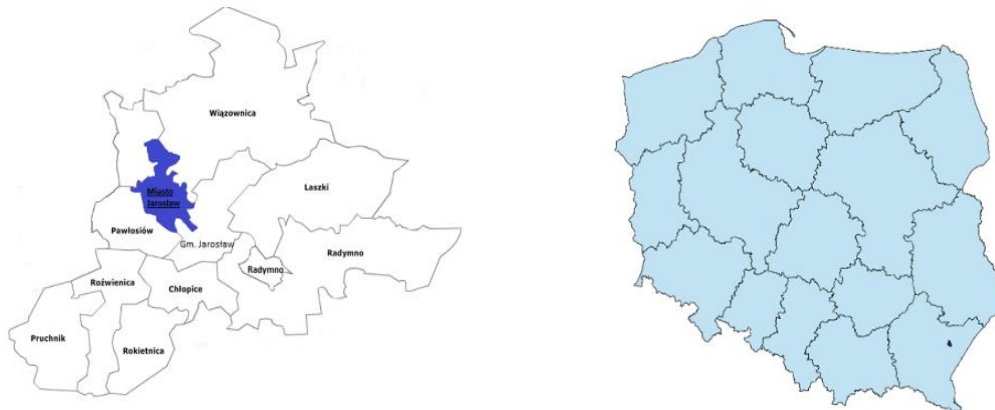 Wiązownica
Miasto
Jarosław
Laszki
Pawłosiów
Gm. Jarosław
Radymno
Radymno
Roźwienica
Chłopice
Pruchnik
Rokietnica